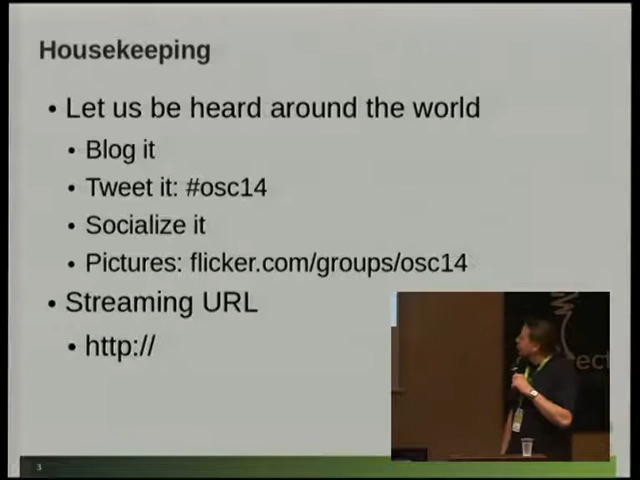 Housekeeping
• Let us be heard around the world
• Blog it
• Tweet it: #osc14
• Socialize it
• Pictures: flicker.com/groups/osc14
• Streaming URL
• http://
ect
3